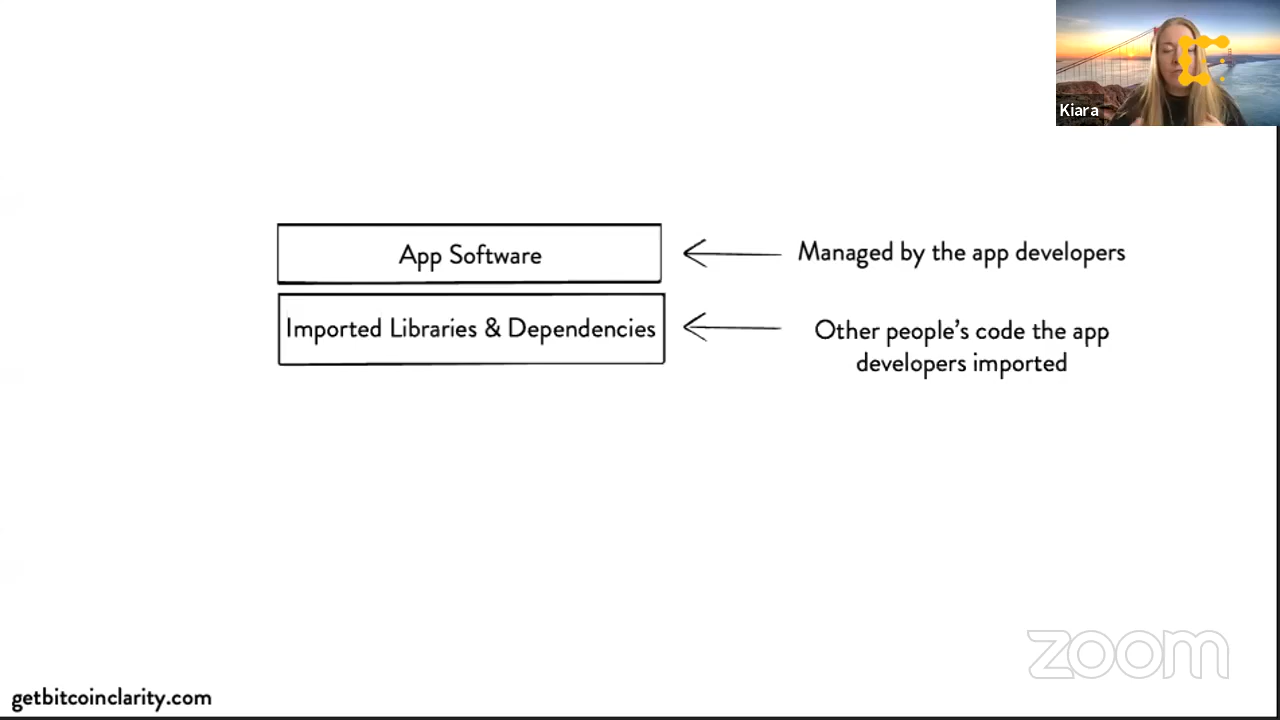 Kiara
App Software
Managed by the app developers
Imported Libraries & Dependencies
Other people's code the app
developers imported
zoom
getbitcoinclarity.com